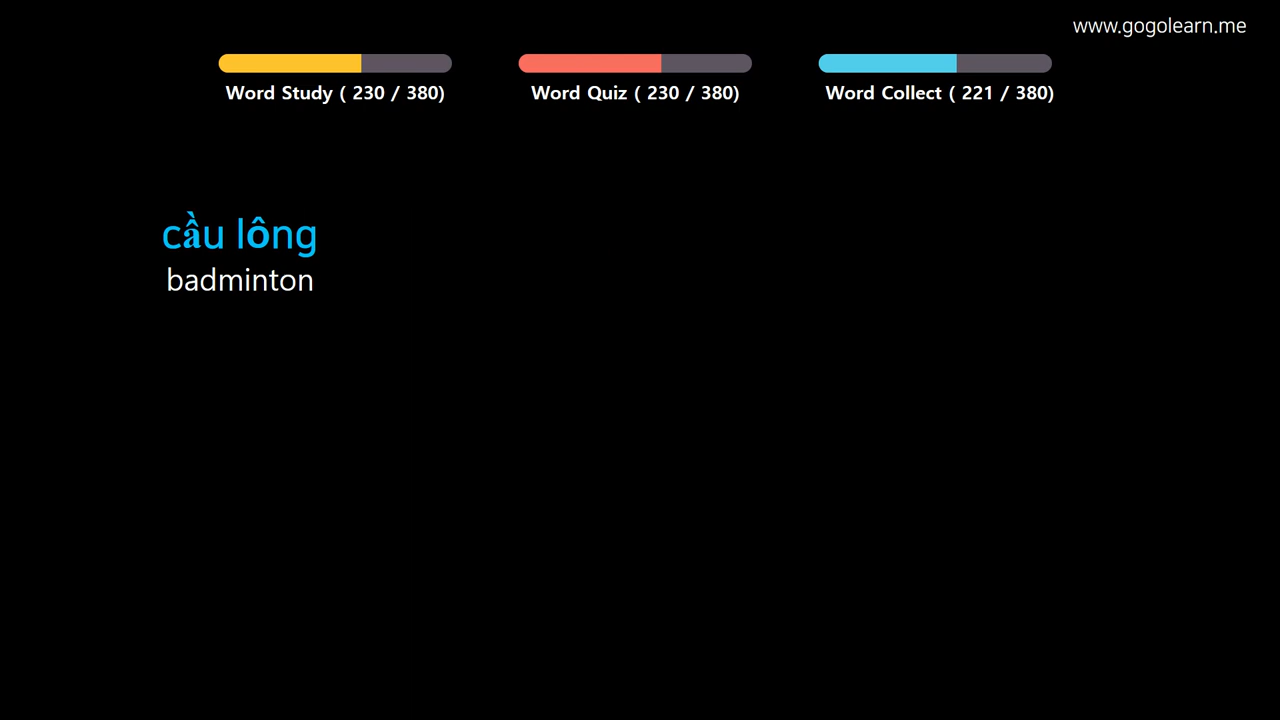 www.gogolearn.me
Word Study ( 230 / 380)
Word Quiz ( 230 / 380)
Word Collect ( 221 / 380)
cầu lông
badminton